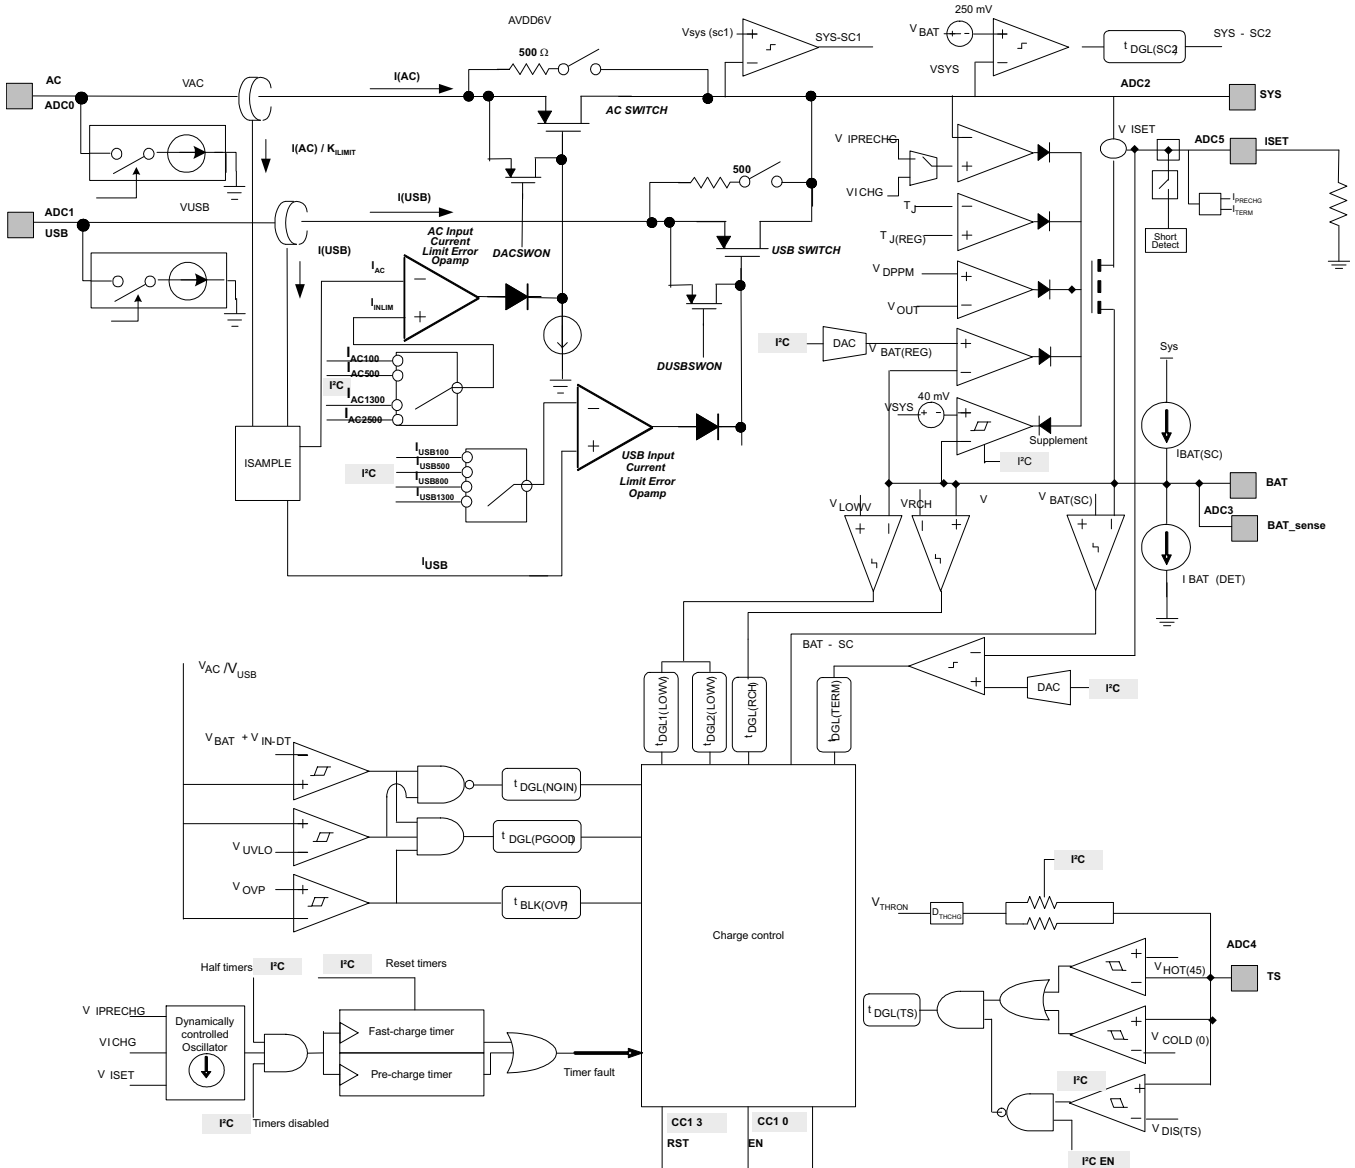 AVDD6V
500 Ω
Vsys (sc1)
SYS-SC1
250 mV
V BAT
VSYS
t DGL(SC2)
SYS - SC2
AC
ADC0
VAC
I(AC)
AC SWITCH
ADC2
SYS
I(AC) / KILIMIT
V IPRECHG
VICHG
V ISET
ADC5
ISET
IPRECHG
ITERM
Short
Detect
500
ADC1
USB
VUSB
I(USB)
I(USB)
AC Input
Current
Limit Error
Opamp
DACSWON
USB SWITCH
TJ
T J(REG)
V DPPM
V OUT
IAC
IINLIM
I²C
DAC
V BAT(REG)
DUSBSWON
Sys
IAC100
IAC500
I²C
IAC1300
IAC2500
VSYS
40 mV
Supplement
I²C
IBAT(SC)
ISAMPLE
IUSB100
IUSB500
I²C
IUSB800
IUSB1300
USB Input
Current
Limit Error
Opamp
BAT
V LOWV
VRCH
V
V BAT(SC)
ADC3
BAT_sense
IUSB
I BAT (DET)
BAT - SC
DAC
I²C
VAC /VUSB
tDGL1(LOWV)
tDGL2(LOWV)
tDGL(RCH)
tDGL(TERM)
V BAT + V IN-DT
t DGL(NOIN)
V UVLO
t DGL(PGOOD)
V OVP
t BLK(OVP)
Charge control
I²C
VTHRON
DTHCHG
ADC4
TS
V HOT(45)
t DGL(TS)
V COLD (0)
I²C
V DIS(TS)
I²C EN
Half timers
I²C
I²C
Reset timers
V IPRECHG
VICHG
V ISET
Dynamically
controlled
Oscillator
Fast-charge timer
Pre-charge timer
Timer fault
I²C
Timers disabled
CC1 3
RST
CC1 0
EN